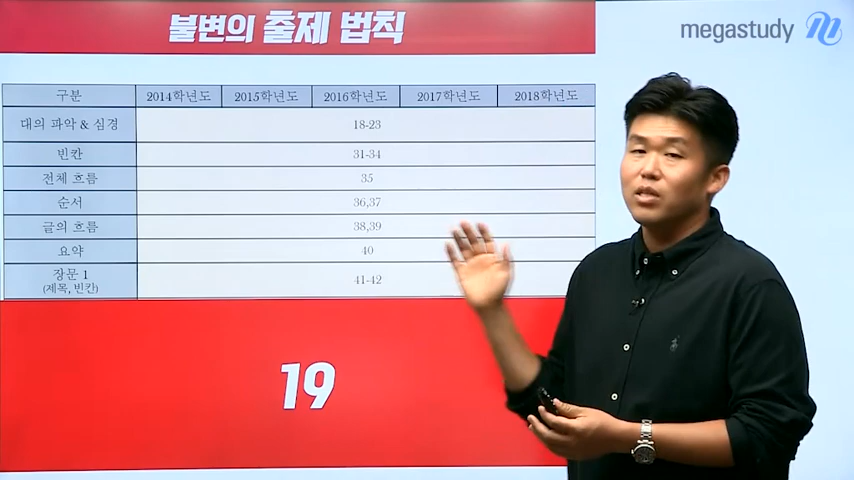 불변의 출제 법칙
megastudy
구분 2014학년도 2015학년도 2016학년도 2017학년도 2018학년도
대의 파악 & 심경 18-23
빈칸 31-34
전체 흐름 35
순서 36,37
글의 흐름 38,39
요약 40
장문 1 41-42
(제목, 빈칸)
19